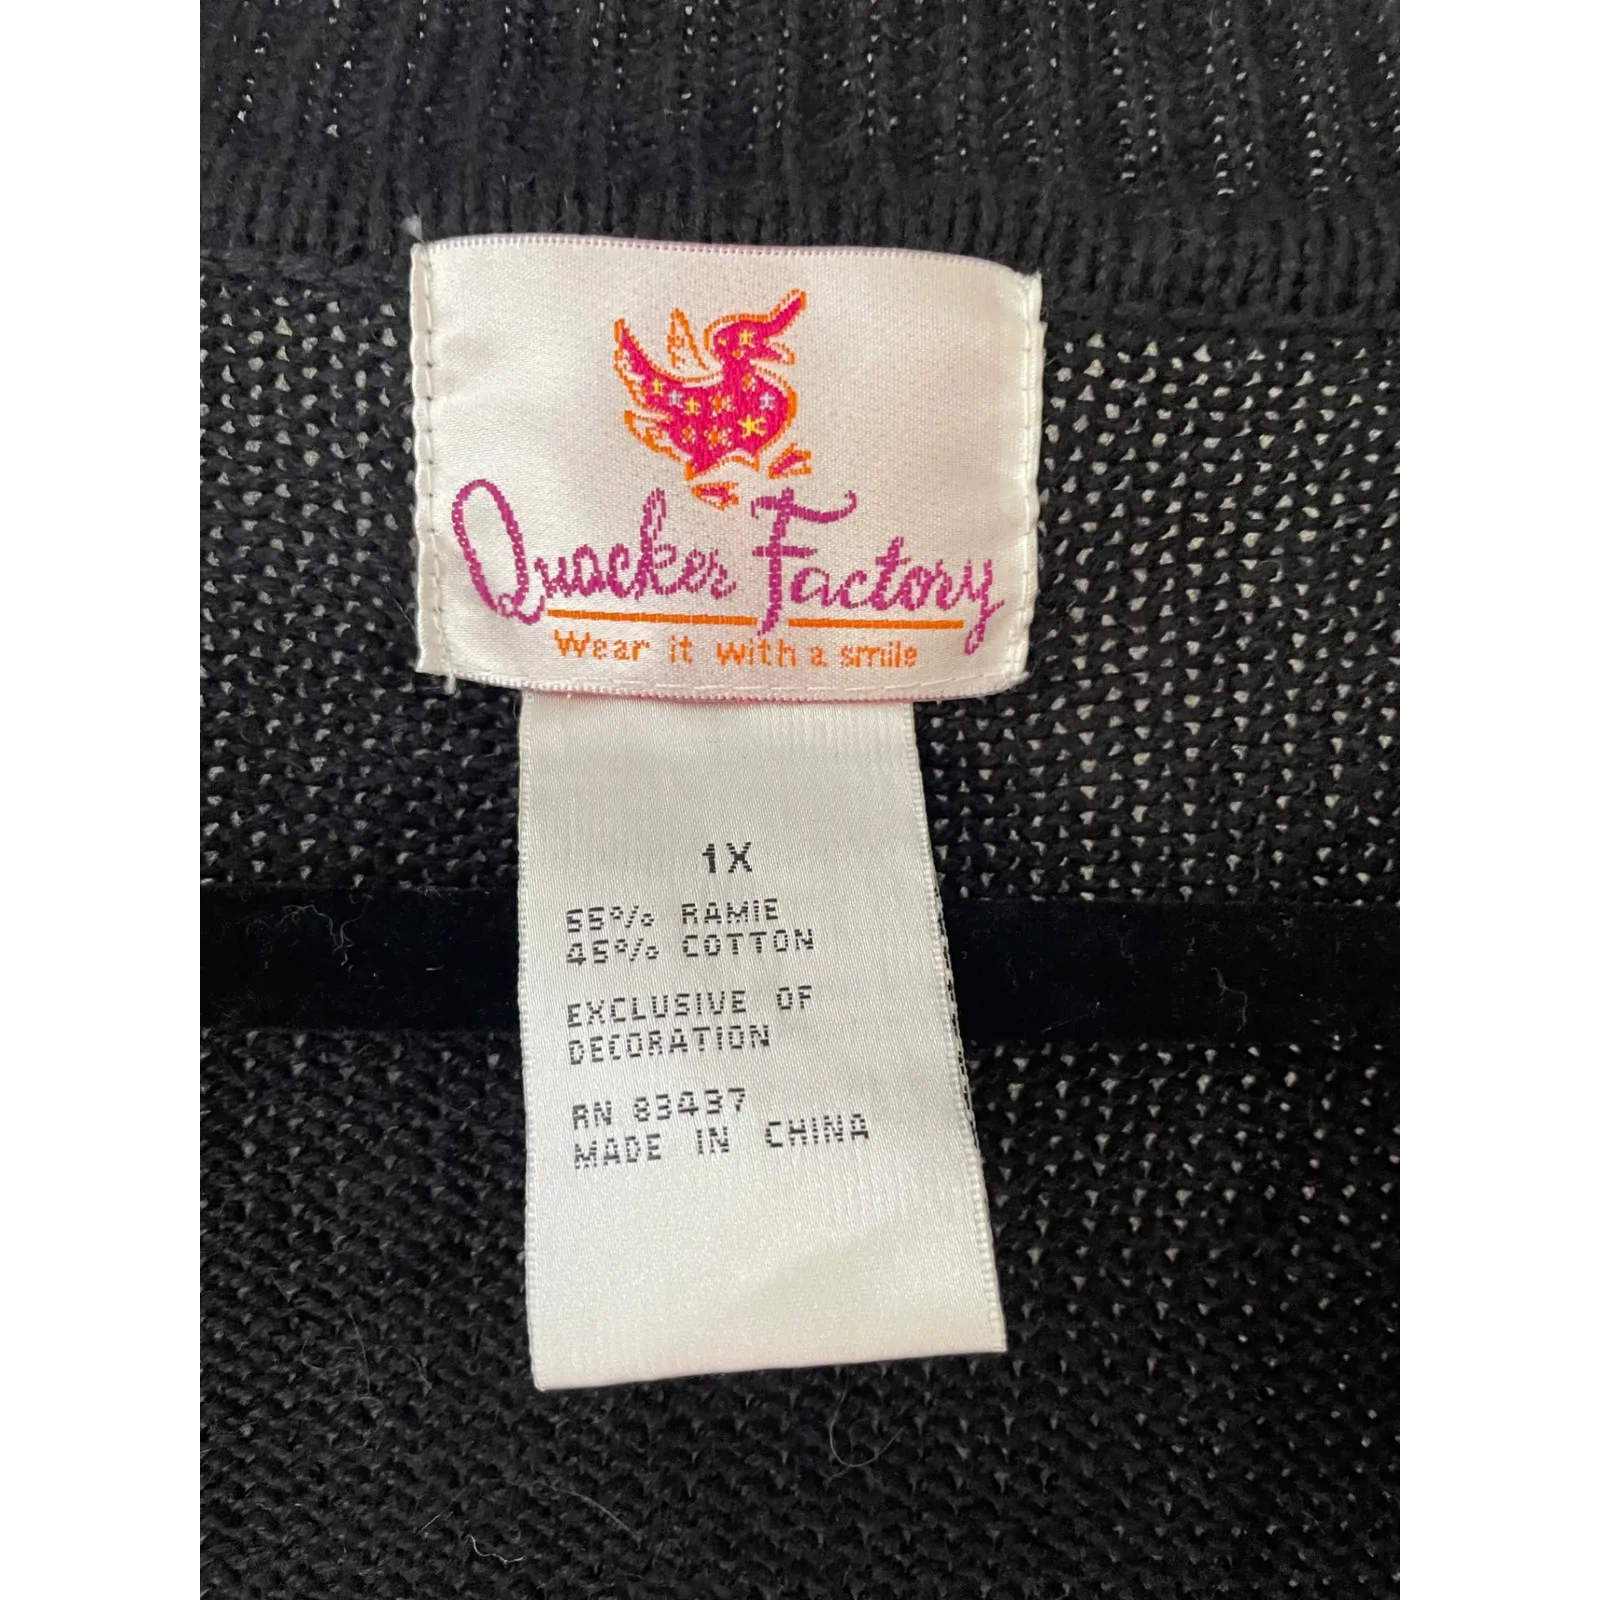 Quacker Factory
Wear it with a smile
1X
55% RAMIE
45% COTTON
EXCLUSIVE OF
DECORATION
RN 83437
MADE IN CHINA